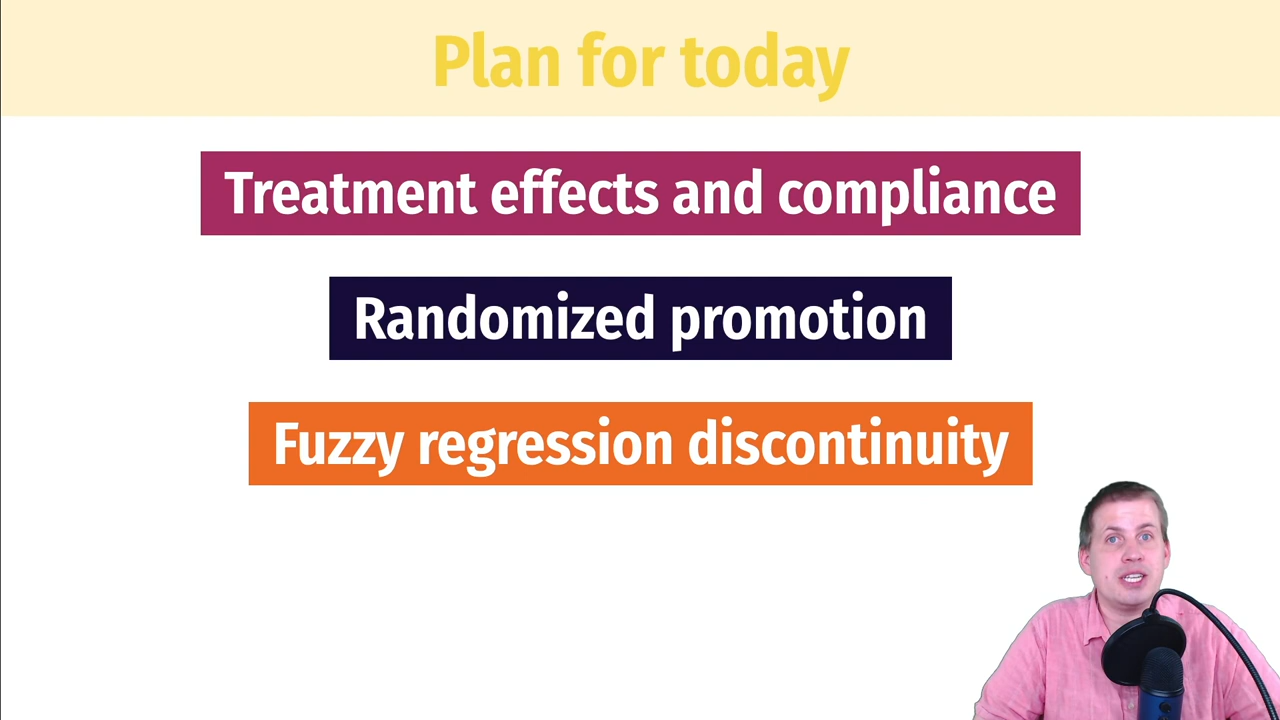 Plan for today
Treatment effects and compliance
Randomized promotion
Fuzzy regression discontinuity